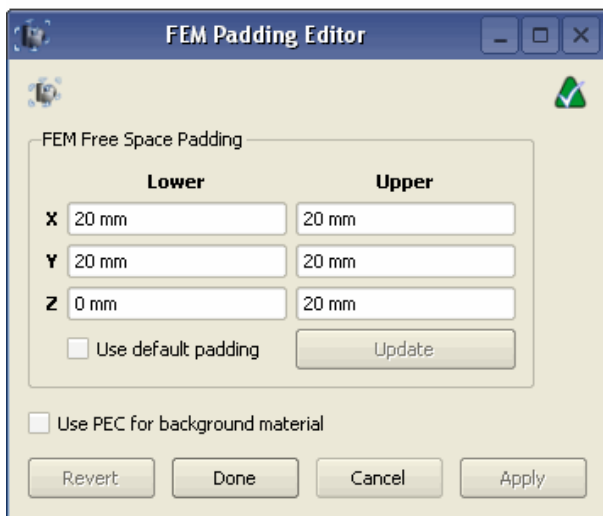 FEM Padding Editor
FEM Free Space Padding
Lower Upper
X 20 mm 20 mm
Y 20 mm 20 mm
Z 0 mm 20 mm
Use default padding Update
Use PEC for background material
Revert Done Cancel Apply